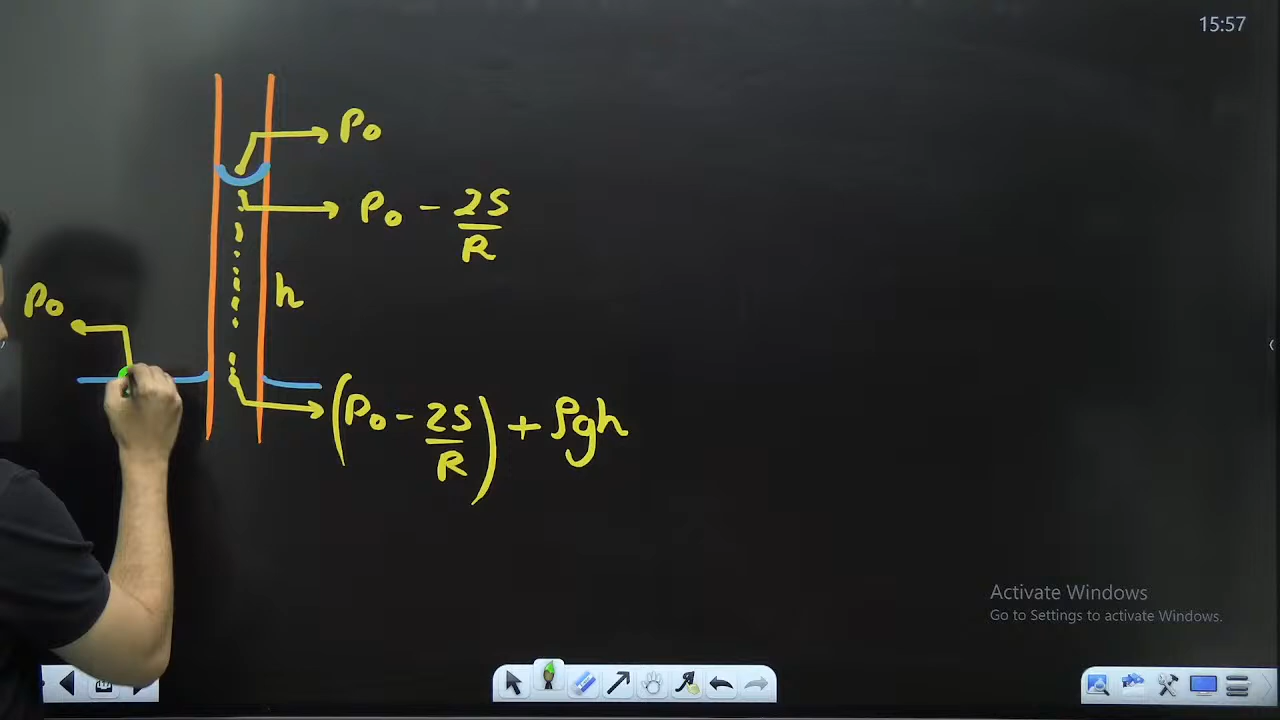 15:57
P₀
P₀ - 2S/R
h
P₀
(P₀ - 2S/R) + ρgh
Activate Windows
Go to Settings to activate Windows.